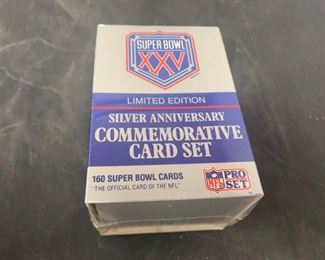 SUPER BOWL
XXV
LIMITED EDITION
SILVER ANNIVERSARY
COMMEMORATIVE
CARD SET
160 SUPER BOWL CARDS
"THE OFFICIAL CARD OF THE NFL"
NFL
PRO
SET